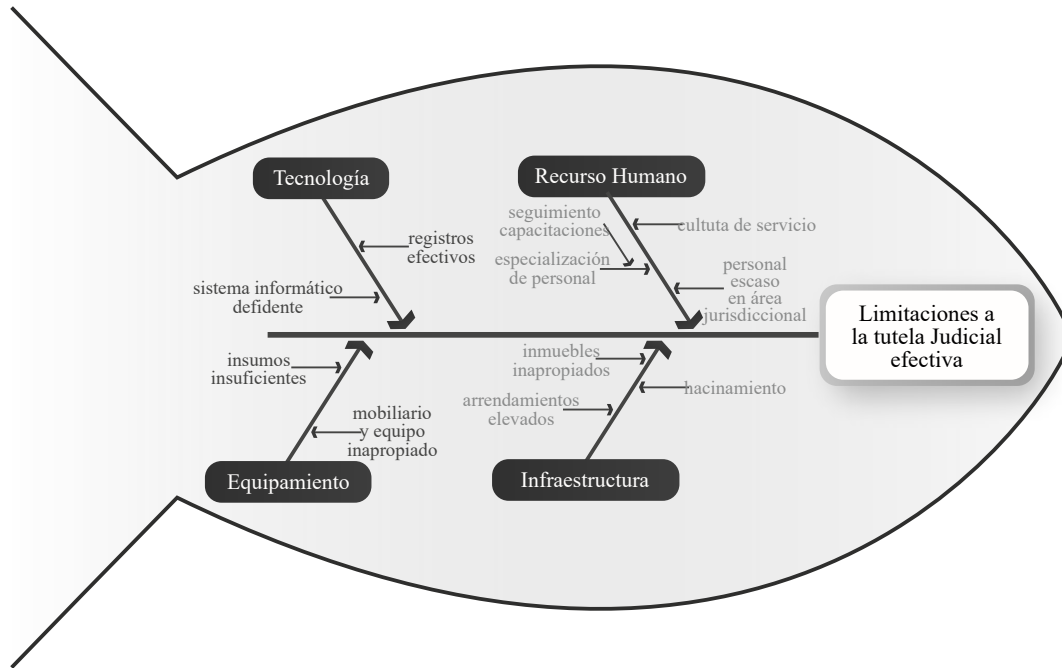 Tecnología
registros
efectivos
sistema informático
defidente
Recurso Humano
seguimiento
capacitaciones
cultuta de servicio
especialización
de personal
personal
escaso
en área
jurisdiccional
Limitaciones a
la tutela Judicial
efectiva
insumos
insuficientes
mobiliario
y equipo
inapropiado
Equipamiento
inmuebles
inapropiados
hacinamiento
arrendamientos
elevados
Infraestructura